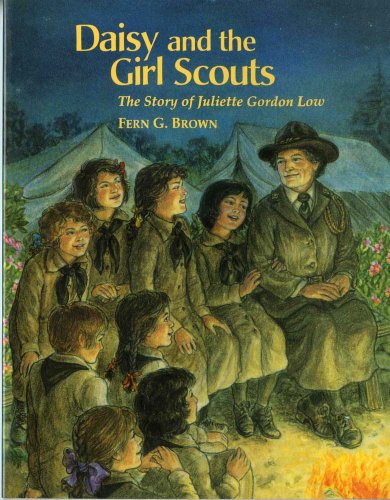 Daisy and the
Girl Scouts
The Story of Juliette Gordon Low
FERN G. BROWN